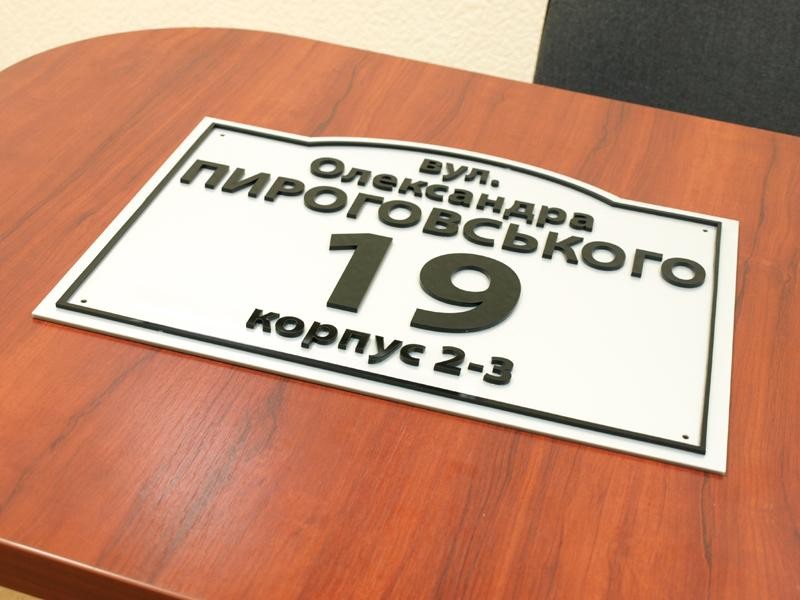 вул.
Олександра
ПИРОГОВСЬКОГО
19
корпус 2-3